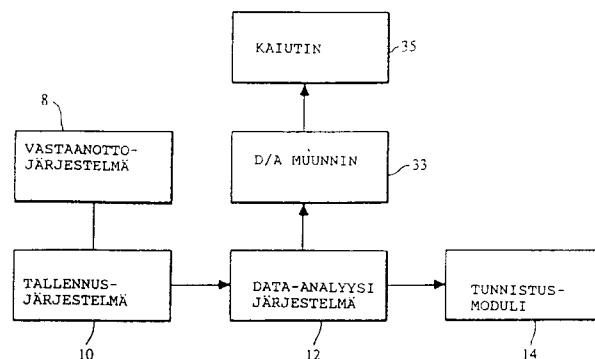 KAIUTIN
35
8
VASTAANOTTO-
JÄRJESTELMÄ
D/A MUUNNIN
33
TALLENNUS-
JÄRJESTELMÄ
DATA-ANALYYSI
JÄRJESTELMÄ
TUNNISTUS-
MODULI
10
12
14